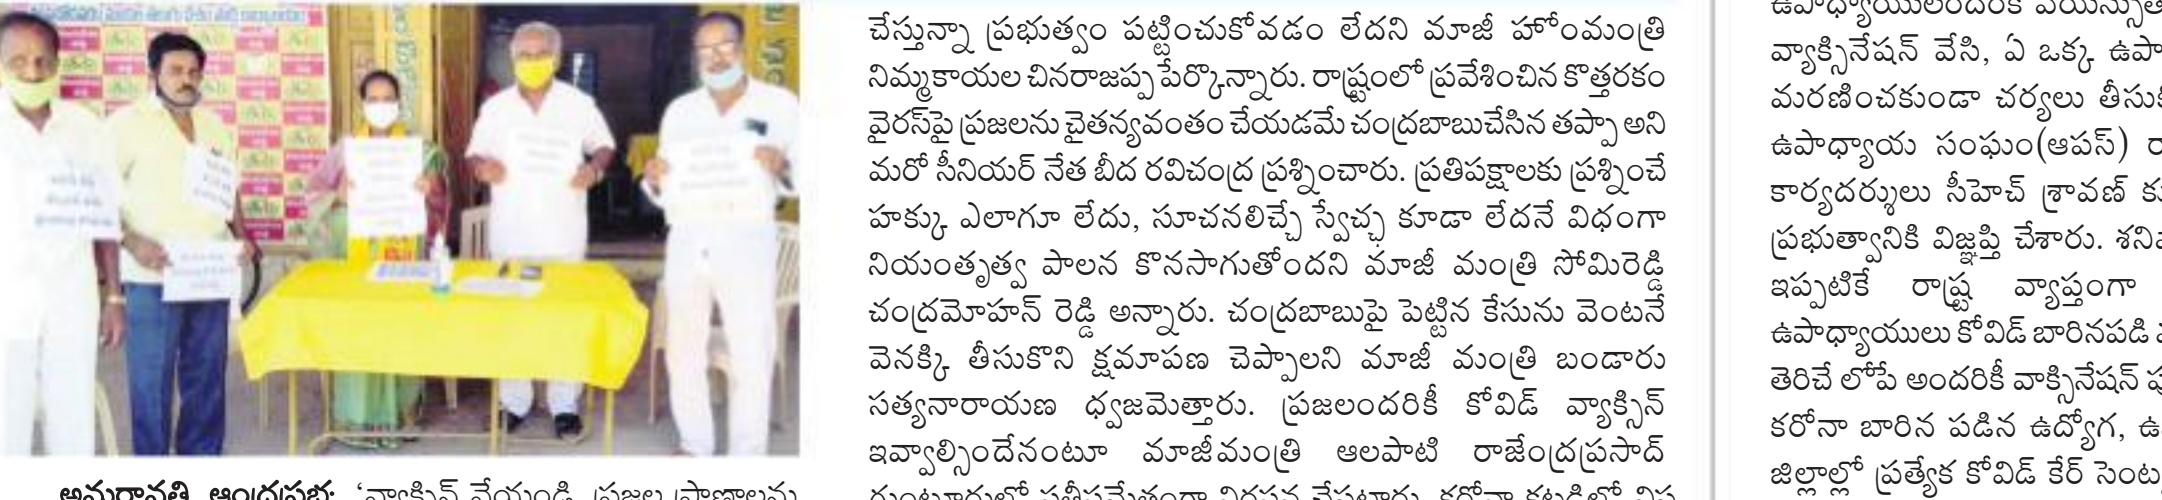 అమరావతి, ఆంధ్రప్రభ: ‘వ్యాక్సిన్ వేయండి.. ప్రజల ప్రాణాలను
చేస్తున్నా ప్రభుత్వం పట్టించుకోవడం లేదని మాజీ హోంమంత్రి
నిమ్మకాయల చినరాజప్ప పేర్కొన్నారు. రాష్ట్రంలో ప్రవేశించిన కొత్తరకం
వైరస్‌పై ప్రజలను చైతన్యవంతం చేయడమే చంద్రబాబుచేసిన తప్పా అని
మరో సీనియర్ నేత బీద రవిచంద్ర ప్రశ్నించారు. ప్రతిపక్షాలకు ప్రశ్నించే
హక్కు ఎలాగూ లేదు, సూచనలిచ్చే స్వేచ్ఛ కూడా లేదనే విధంగా
నియంతృత్వ పాలన కొనసాగుతోందని మాజీ మంత్రి సోమిరెడ్డి
చంద్రమోహన్ రెడ్డి అన్నారు. చంద్రబాబుపై పెట్టిన కేసును వెంటనే
వెనక్కి తీసుకొని క్షమాపణ చెప్పాలని మాజీ మంత్రి బండారు
సత్యనారాయణ ధ్వజమెత్తారు. ప్రజలందరికీ కోవిడ్ వ్యాక్సిన్
ఇవ్వాల్సిందేనంటూ మాజీమంత్రి ఆలపాటి రాజేంద్రప్రసాద్
వ్యాక్సినేషన్ వేసి, ఏ ఒక్క
మరణించకుండా చర్యలు
ఉపాధ్యాయ సంఘం(ఆపస్)
కార్యదర్శులు సీహెచ్ శ్రావణ్
ప్రభుత్వానికి విజ్ఞప్తి చేశారు.
ఇప్పటికే రాష్ట్ర వ్యాప్తంగా
ఉపాధ్యాయులు కోవిడ్ బారినపడి
తెరిచే లోపే అందరికీ వాక్సినేషన్
కరోనా బారిన పడిన ఉద్యోగ,
జిల్లాల్లో ప్రత్యేక కోవిడ్ కేర్